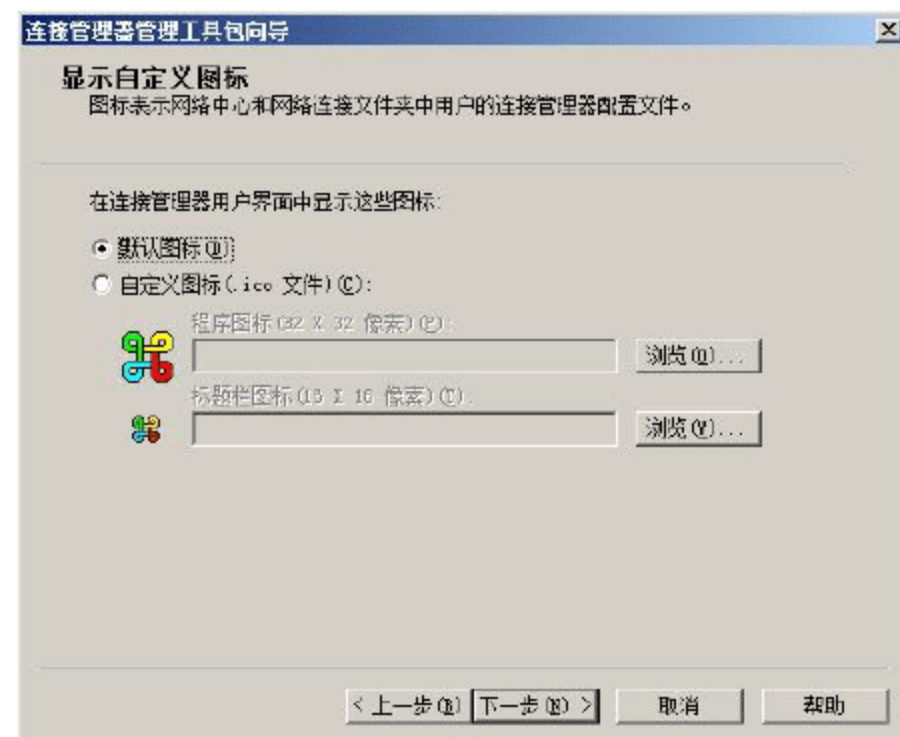 连接管理器管理工具包向导
显示自定义图标
图标表示网络中心和网络连接文件夹中用户的连接管理器配置文件。
在连接管理器用户界面中显示这些图标:
默认图标(D)
自定义图标(.ico 文件)(C):
程序图标(32 X 32 像素)(P):
浏览(O)...
标题栏图标(16 X 16 像素)(T):
浏览(W)...
< 上一步(B) 下一步(N) > 取消 帮助